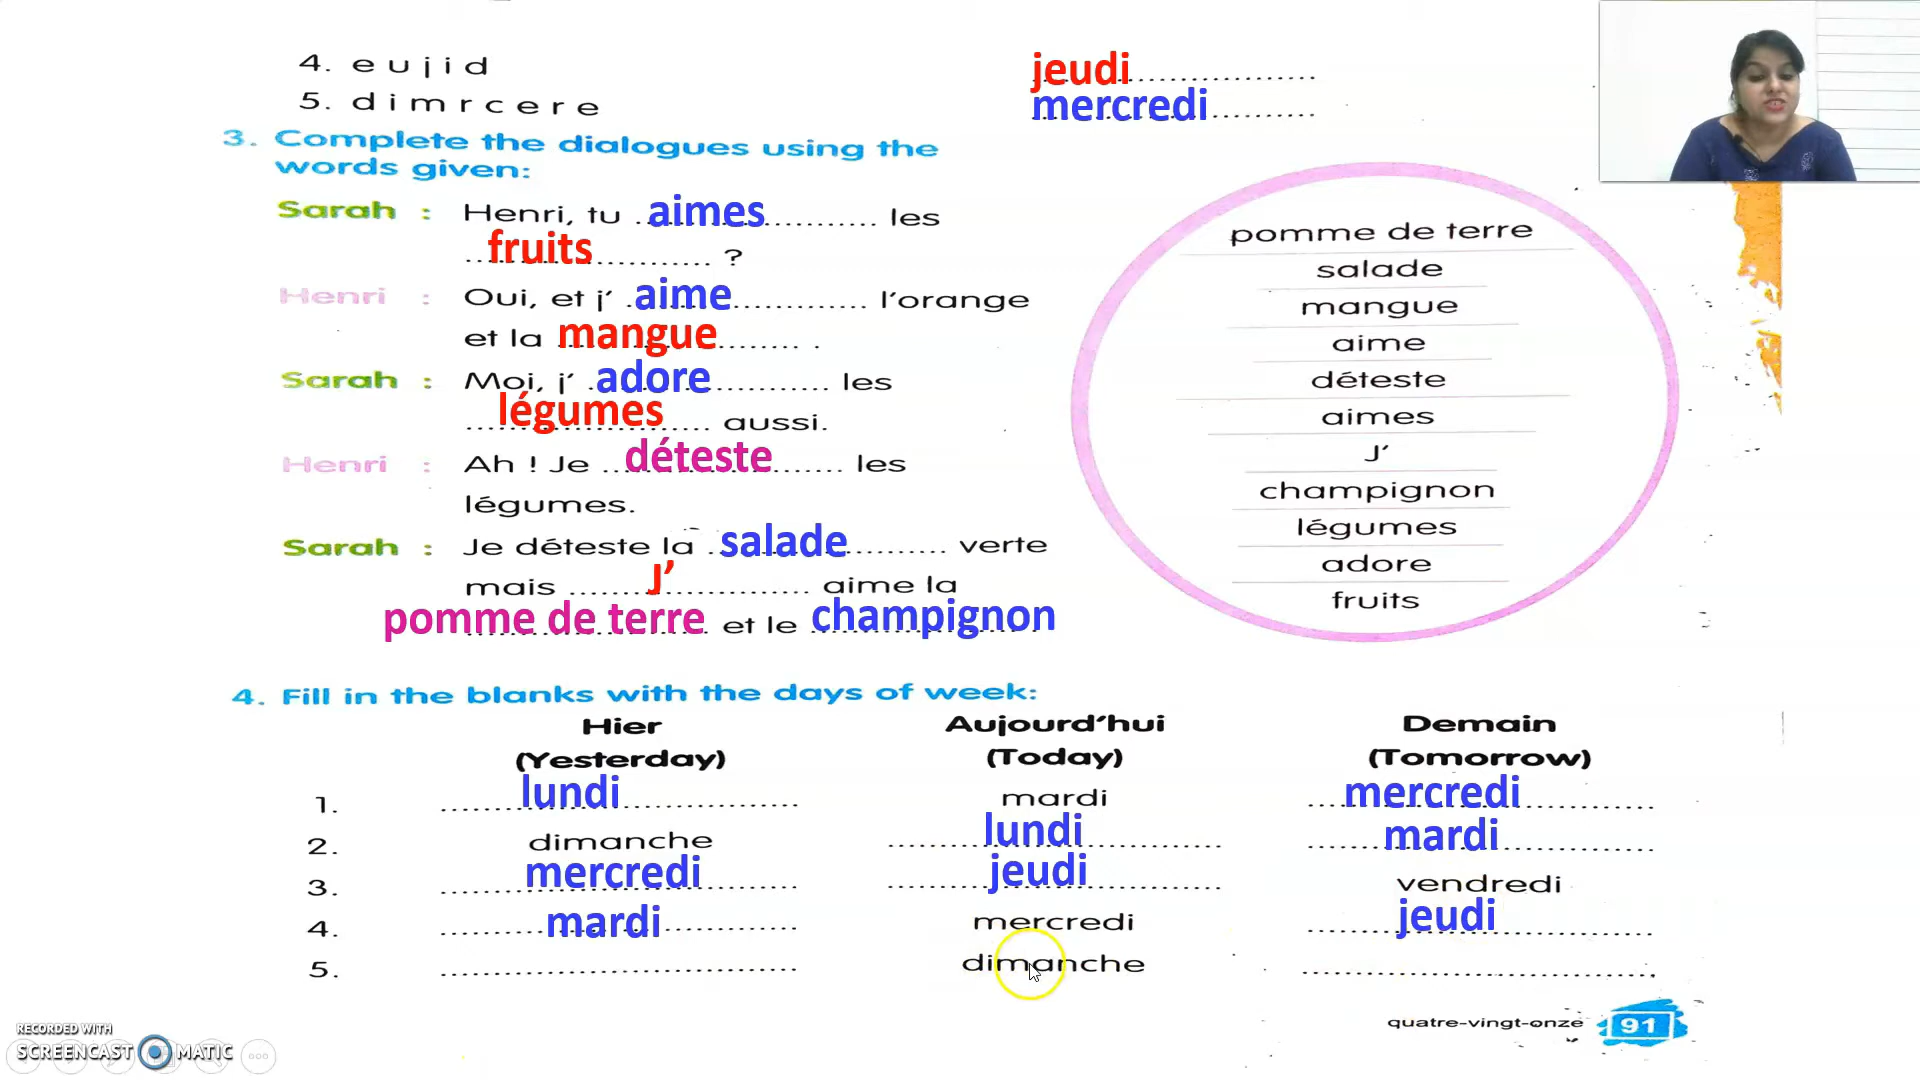 4. e u j i d jeudi
5. d i m r c e r e mercredi
3. Complete the dialogues using the
words given:
Sarah : Henri, tu aimes les
fruits ?
Henri : Oui, et j' aime l'orange
et la mangue .
Sarah : Moi, j' adore les
légumes aussi.
Henri : Ah ! Je déteste les
légumes.
Sarah : Je déteste la salade verte
mais J' aime la
pomme de terre et le champignon
pomme de terre
salade
mangue
aime
déteste
aimes
J'
champignon
légumes
adore
fruits
4. Fill in the blanks with the days of week:
Hier Aujourd'hui Demain
(Yesterday) (Today) (Tomorrow)
1. lundi mardi mercredi
2. dimanche lundi mardi
3. mercredi jeudi vendredi
4. mardi mercredi jeudi
5. dimanche
quatre-vingt-onze 91
RECORDED WITH
SCREENCAST MATIC